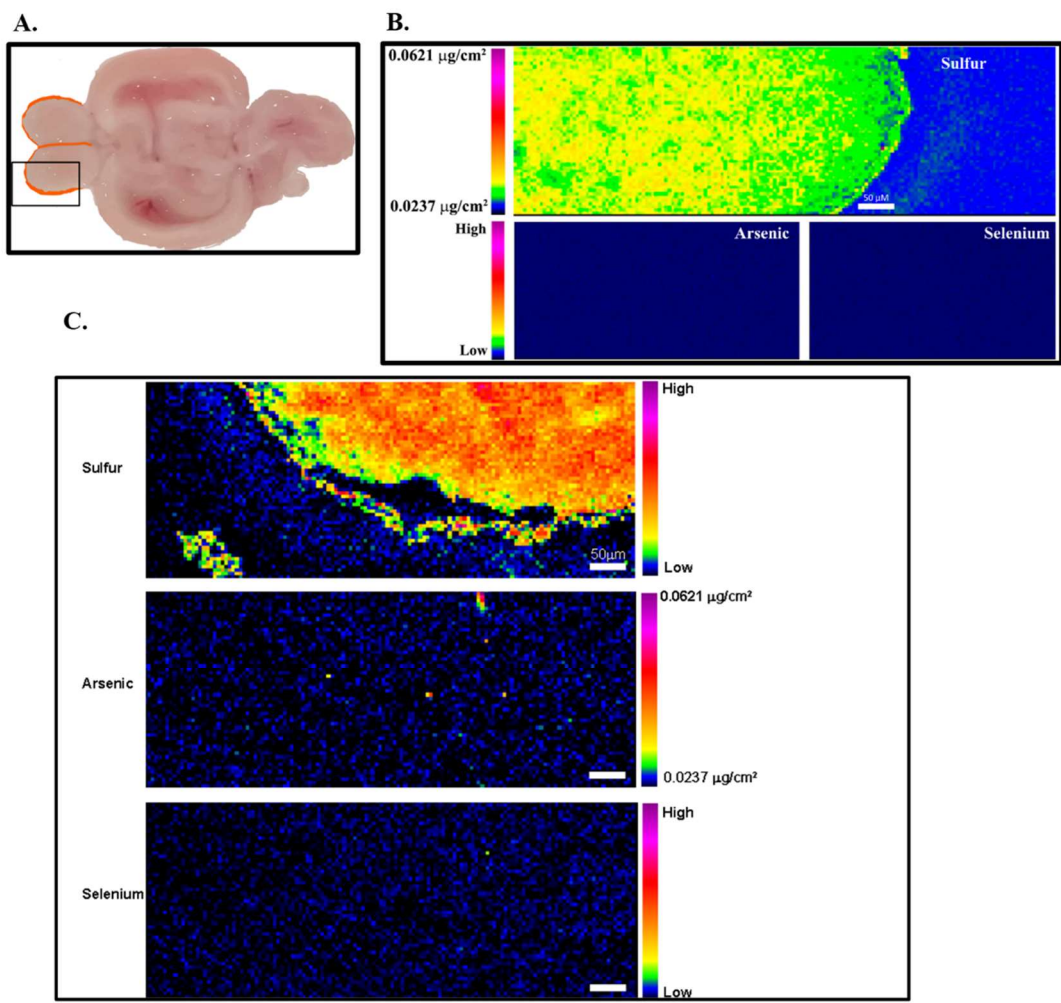 A.
B.
0.0621 µg/cm²
Sulfur
50 µM
0.0237 µg/cm²
High
Arsenic
Selenium
Low
C.
High
Sulfur
50µm
Low
0.0621 µg/cm²
Arsenic
0.0237 µg/cm²
High
Selenium
Low